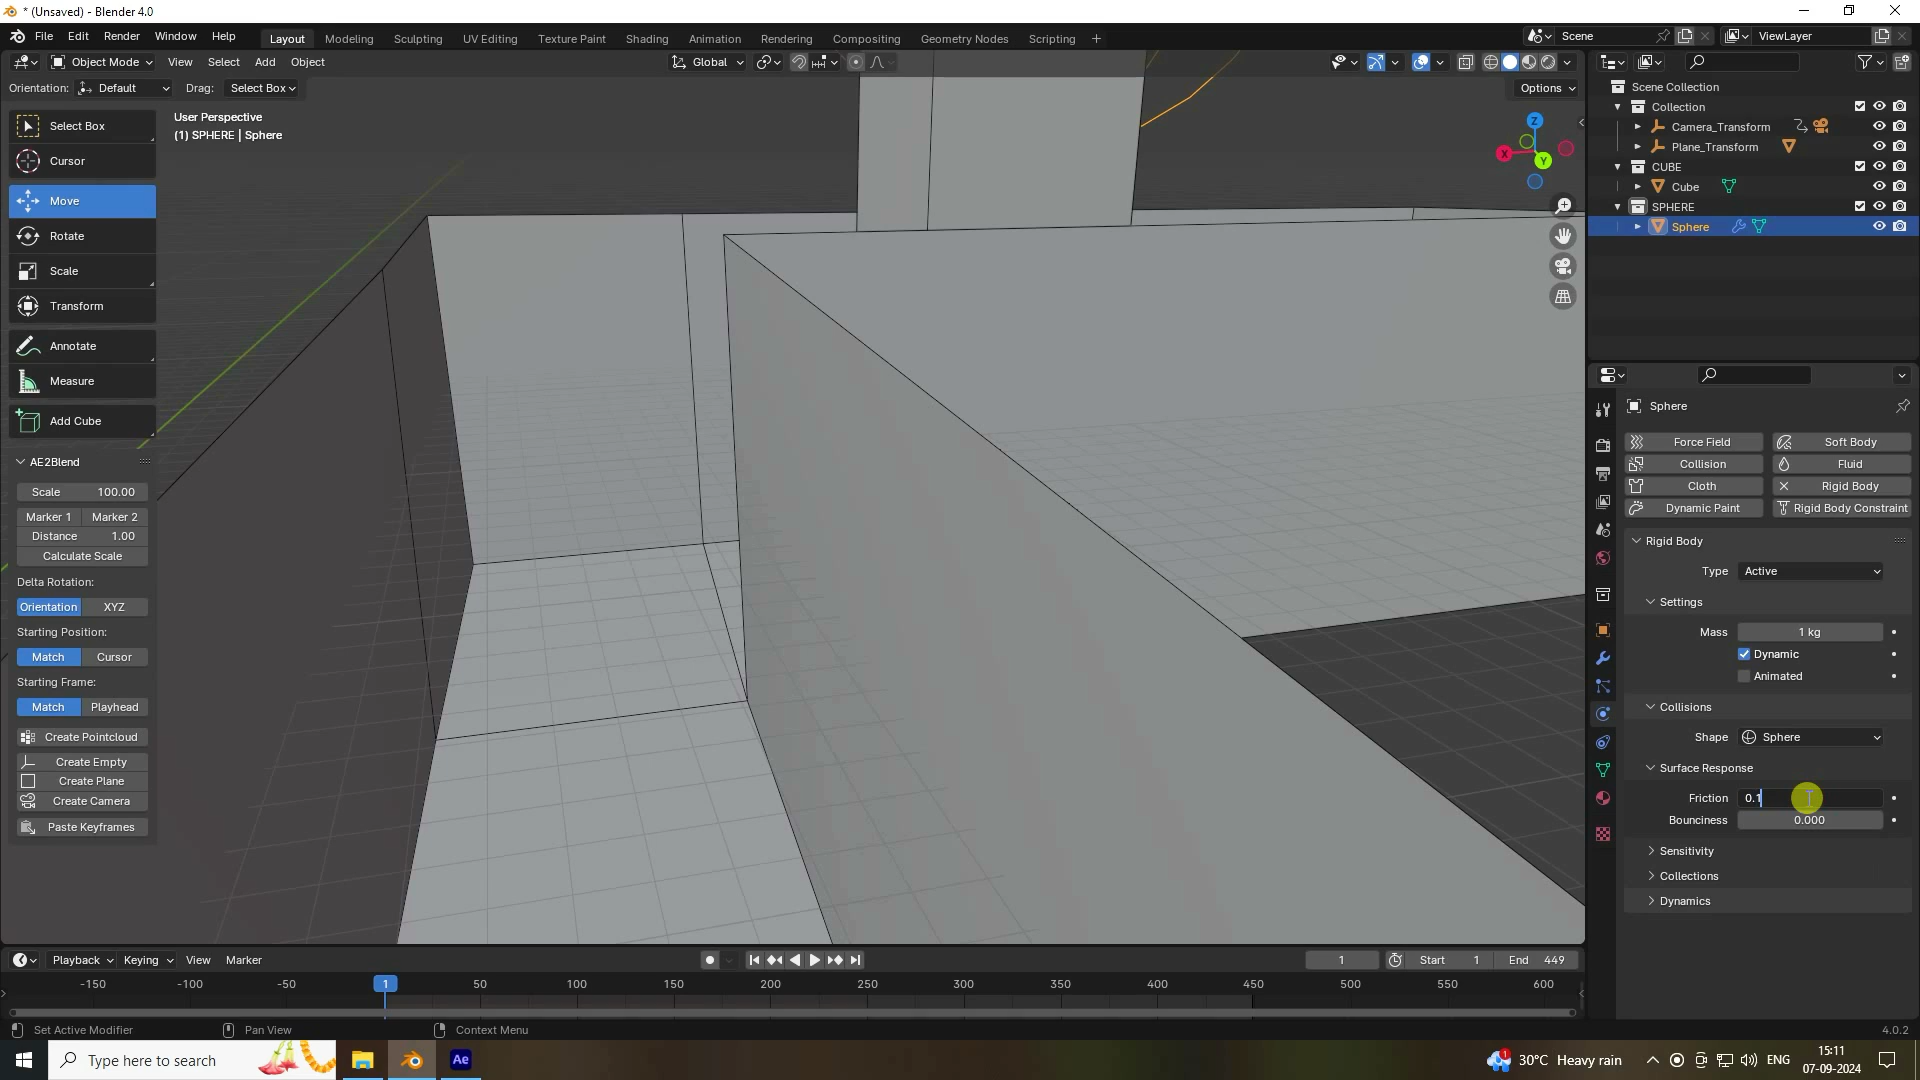 * (Unsaved) - Blender 4.0
File Edit Render Window Help
Layout Modeling Sculpting UV Editing Texture Paint Shading Animation Rendering Compositing Geometry Nodes Scripting +
Scene ViewLayer
Object Mode View Select Add Object Global
Orientation: Default Drag: Select Box Options
User Perspective
(1) SPHERE | Sphere
Select Box
Cursor
Move
Rotate
Scale
Transform
Annotate
Measure
Add Cube
AE2Blend
Scale 100.00
Marker 1 Marker 2
Distance 1.00
Calculate Scale
Delta Rotation:
Orientation XYZ
Starting Position:
Match Cursor
Starting Frame:
Match Playhead
Create Pointcloud
Create Empty
Create Plane
Create Camera
Paste Keyframes
Z
X
Y
Scene Collection
Collection
Camera_Transform
Plane_Transform
CUBE
Cube
SPHERE
Sphere
Sphere
Force Field Soft Body
Collision Fluid
Cloth Rigid Body
Dynamic Paint Rigid Body Constraint
Rigid Body
Type Active
Settings
Mass 1 kg
Dynamic
Animated
Collisions
Shape Sphere
Surface Response
Friction 0.1
Bounciness 0.000
Sensitivity
Collections
Dynamics
Playback Keying View Marker 1 Start 1 End 449
-150 -100 -50 1 50 100 150 200 250 300 350 400 450 500 550 600
Set Active Modifier Pan View Context Menu 4.0.2
Type here to search Ae 1 30°C Heavy rain ENG
15:11
07-09-2024